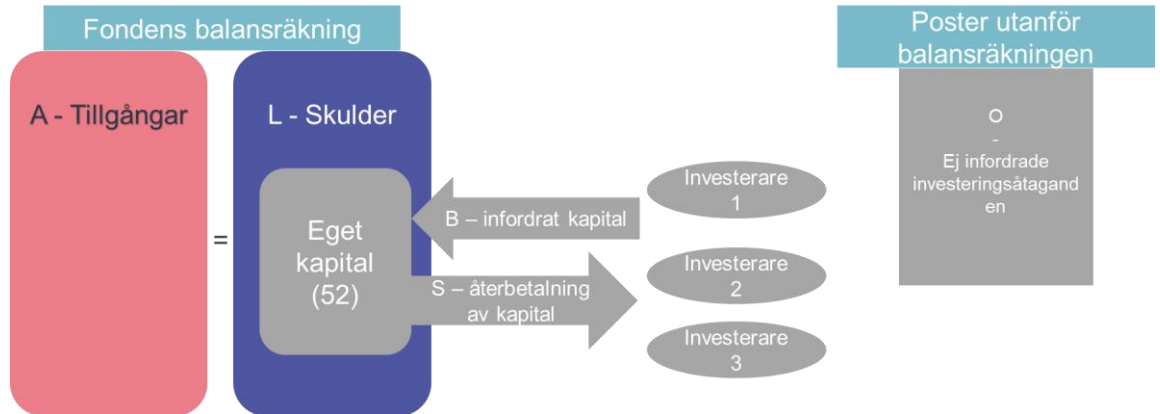 Fondens balansräkning
A - Tillgångar
=
L - Skulder
Eget
kapital
(52)
B – infordrat kapital
S – återbetalning
av kapital
Investerare
1
Investerare
2
Investerare
3
Poster utanför
balansräkningen
O
-
Ej infordrade
investeringsåtagand
en